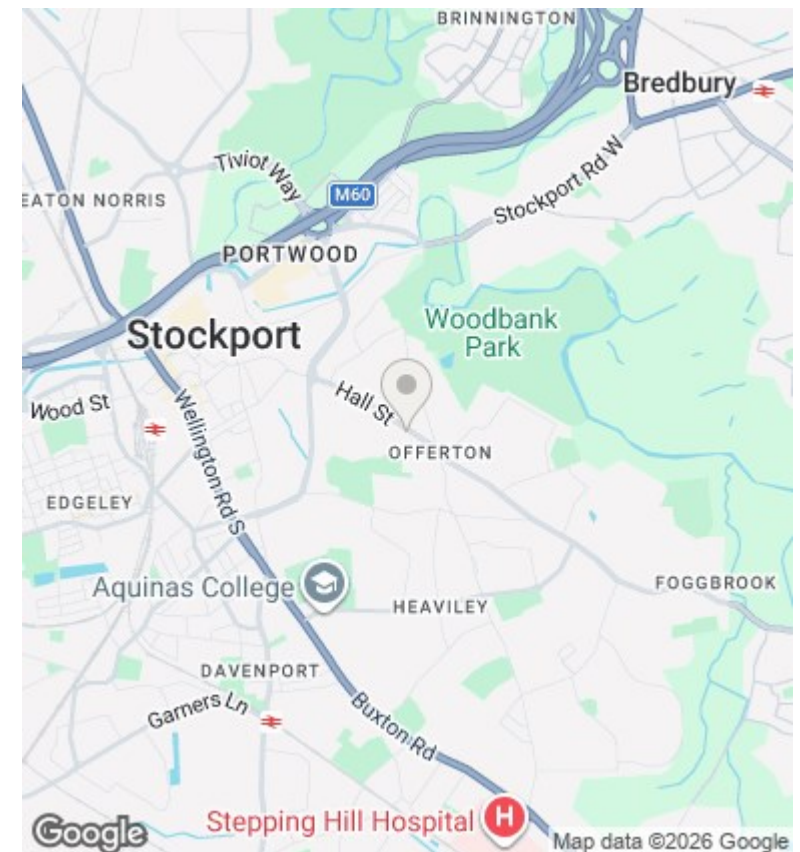 BRINNINGTON
Bredbury
Tiviot Way
Stockport Rd W
M60
EATON NORRIS
PORTWOOD
Stockport
Woodbank
Park
Hall St
Wood St
Wellington Rd S
OFFERTON
EDGELEY
Aquinas College
FOGGBROOK
HEAVILEY
DAVENPORT
Garners Ln
Buxton Rd
Stepping Hill Hospital
H
Google
Map data ©2026 Google